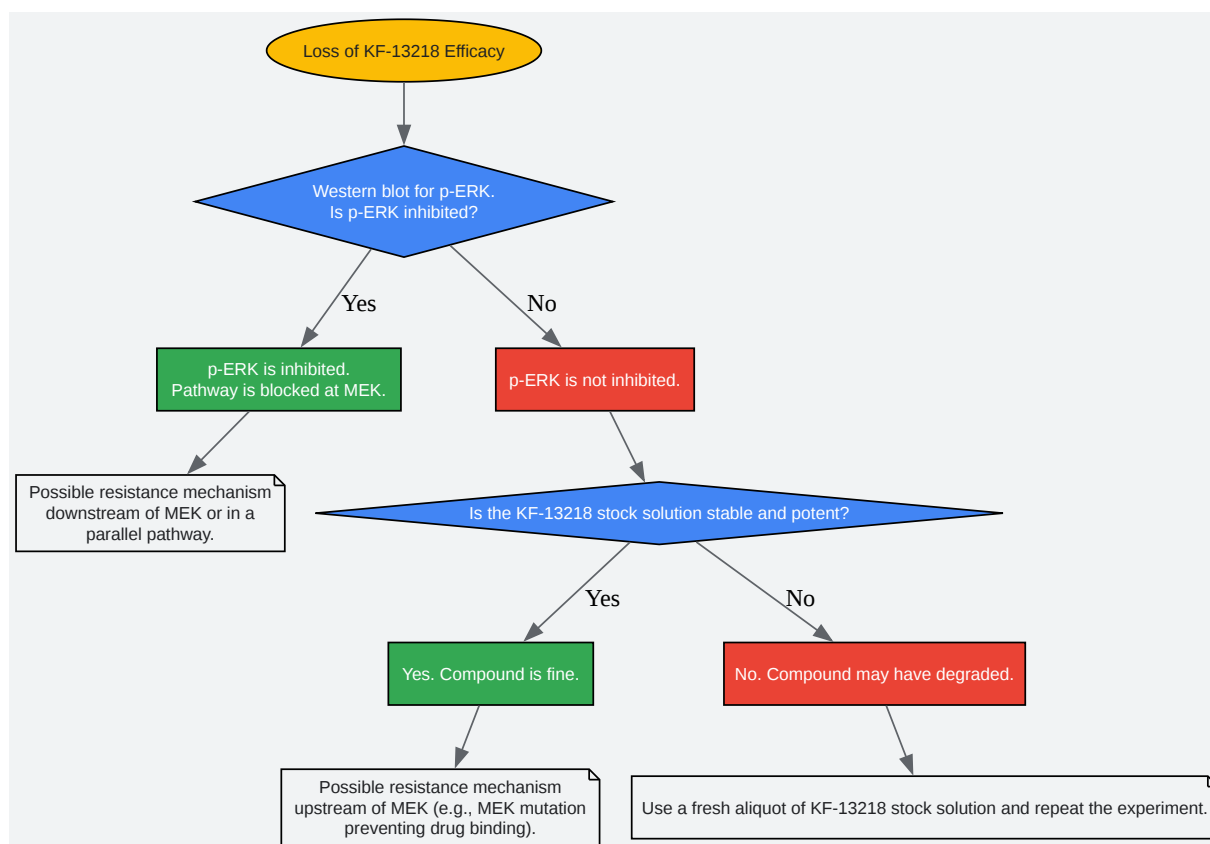 Loss of KF-13218 Efficacy
Western blot for p-ERK.
Is p-ERK inhibited?
Yes
No
p-ERK is inhibited.
Pathway is blocked at MEK.
p-ERK is not inhibited.
Possible resistance mechanism
downstream of MEK or in a
parallel pathway.
Is the KF-13218 stock solution stable and potent?
Yes
No
Yes. Compound is fine.
No. Compound may have degraded.
Possible resistance mechanism
upstream of MEK (e.g., MEK mutation
preventing drug binding).
Use a fresh aliquot of KF-13218 stock solution and repeat the experiment.